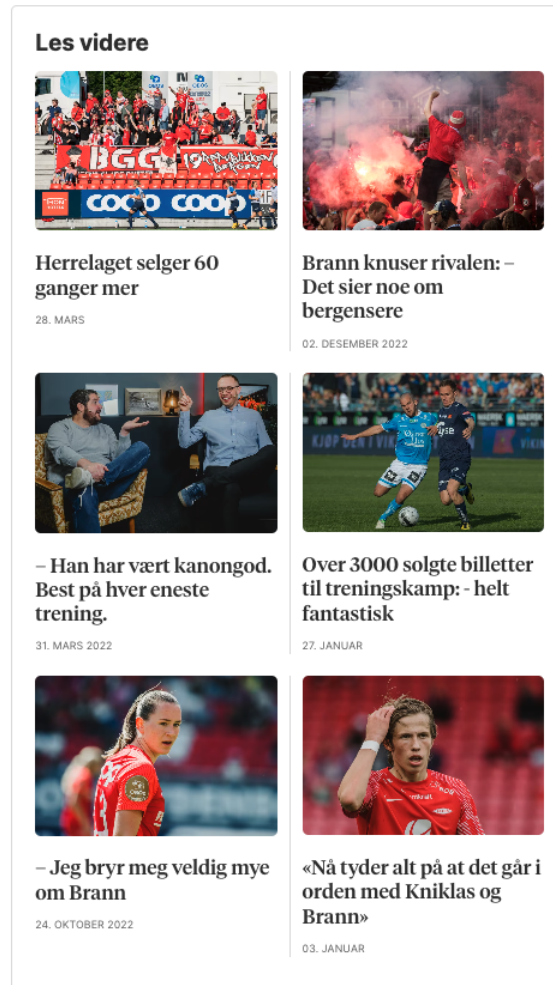 Les videre
BGG
COOP COOP
Herrelaget selger 60
ganger mer
28. MARS
Brann knuser rivalen: –
Det sier noe om
bergensere
02. DESEMBER 2022
– Han har vært kanongod.
Best på hver eneste
trening.
31. MARS 2022
Over 3000 solgte billetter
til treningskamp: - helt
fantastisk
27. JANUAR
– Jeg bryr meg veldig mye
om Brann
24. OKTOBER 2022
«Nå tyder alt på at det går i
orden med Kniklas og
Brann»
03. JANUAR